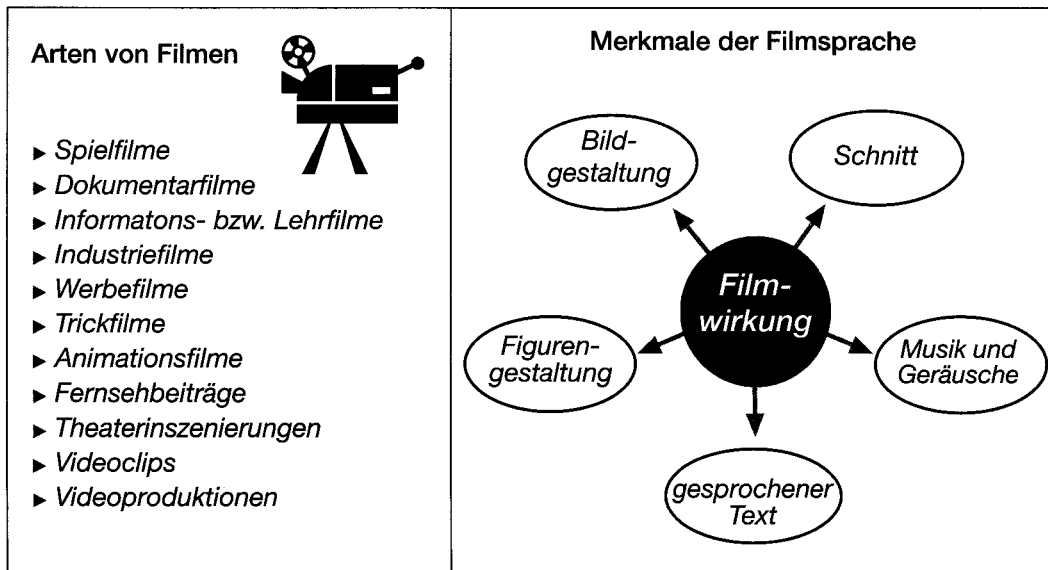 Arten von Filmen
▸ Spielfilme
▸ Dokumentarfilme
▸ Informatons- bzw. Lehrfilme
▸ Industriefilme
▸ Werbefilme
▸ Trickfilme
▸ Animationsfilme
▸ Fernsehbeiträge
▸ Theaterinszenierungen
▸ Videoclips
▸ Videoproduktionen
Merkmale der Filmsprache
Bild-
gestaltung
Schnitt
Film-
wirkung
Figuren-
gestaltung
Musik und
Geräusche
gesprochener
Text